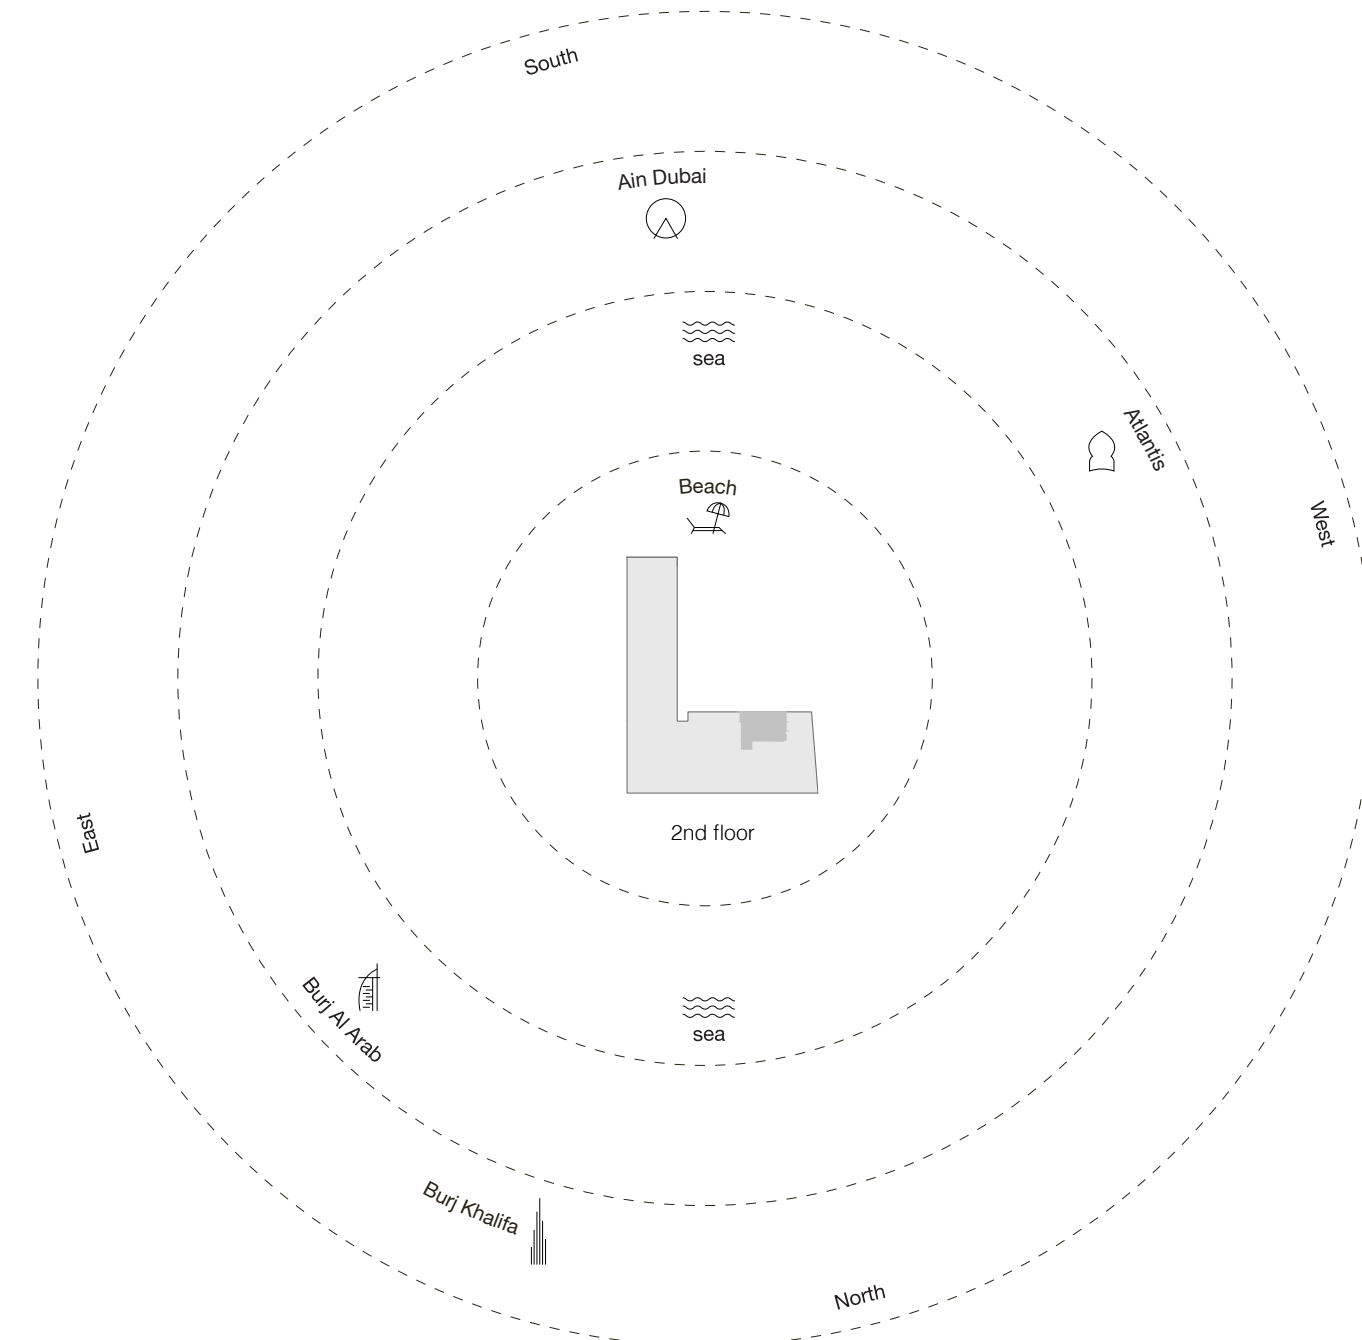 South
Ain Dubai
sea
Atlantis
Beach
West
2nd floor
East
Burj Al Arab
sea
Burj Khalifa
North